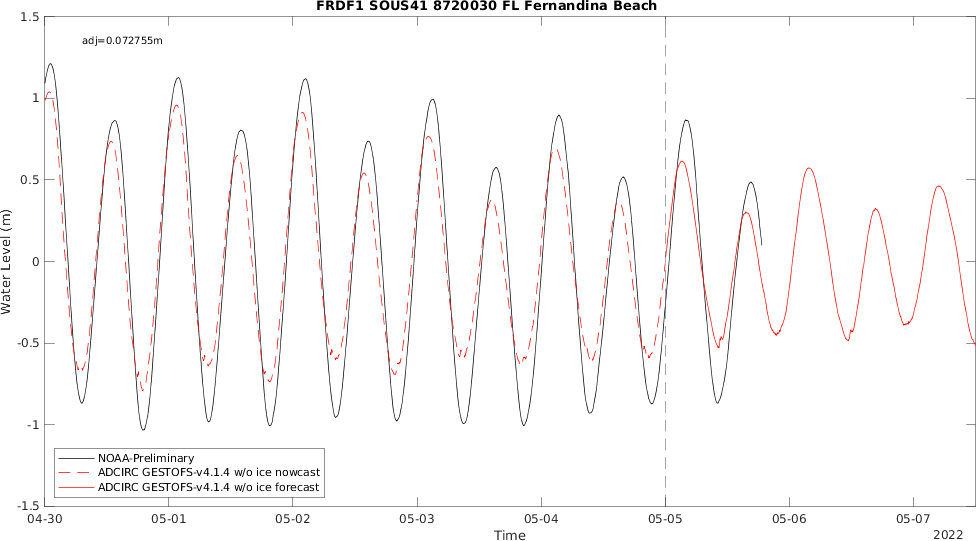 FRDF1 SOUS41 8720030 FL Fernandina Beach
1.5
adj=0.072755m
1
0.5
0
-0.5
-1
-1.5
Water Level (m)
NOAA-Preliminary
ADCIRC GESTOFS-v4.1.4 w/o ice nowcast
ADCIRC GESTOFS-v4.1.4 w/o ice forecast
04-30 05-01 05-02 05-03 05-04 05-05 05-06 05-07
Time
2022